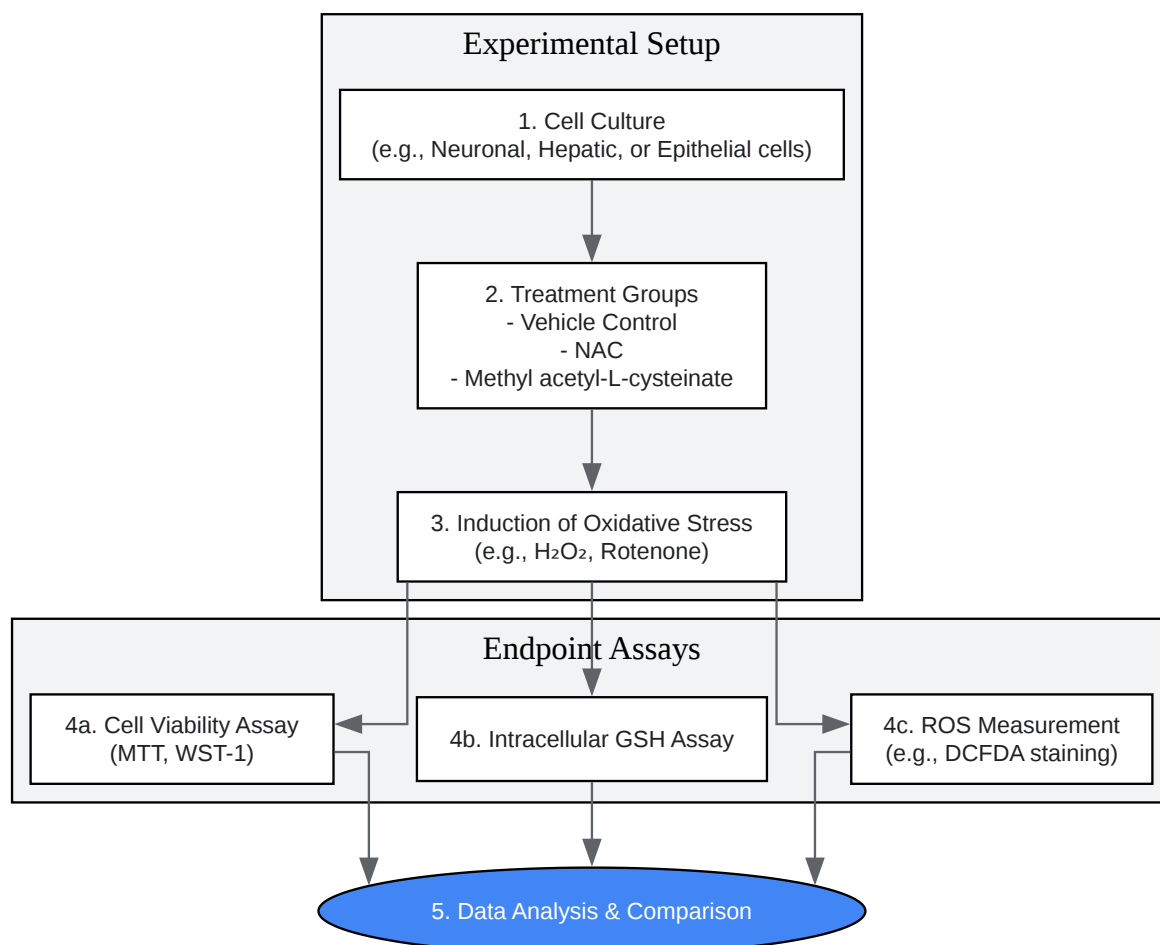 Experimental Setup
1. Cell Culture
(e.g., Neuronal, Hepatic, or Epithelial cells)
2. Treatment Groups
- Vehicle Control
- NAC
- Methyl acetyl-L-cysteinate
3. Induction of Oxidative Stress
(e.g., H₂O₂, Rotenone)
Endpoint Assays
4a. Cell Viability Assay
(MTT, WST-1)
4b. Intracellular GSH Assay
4c. ROS Measurement
(e.g., DCFDA staining)
5. Data Analysis & Comparison